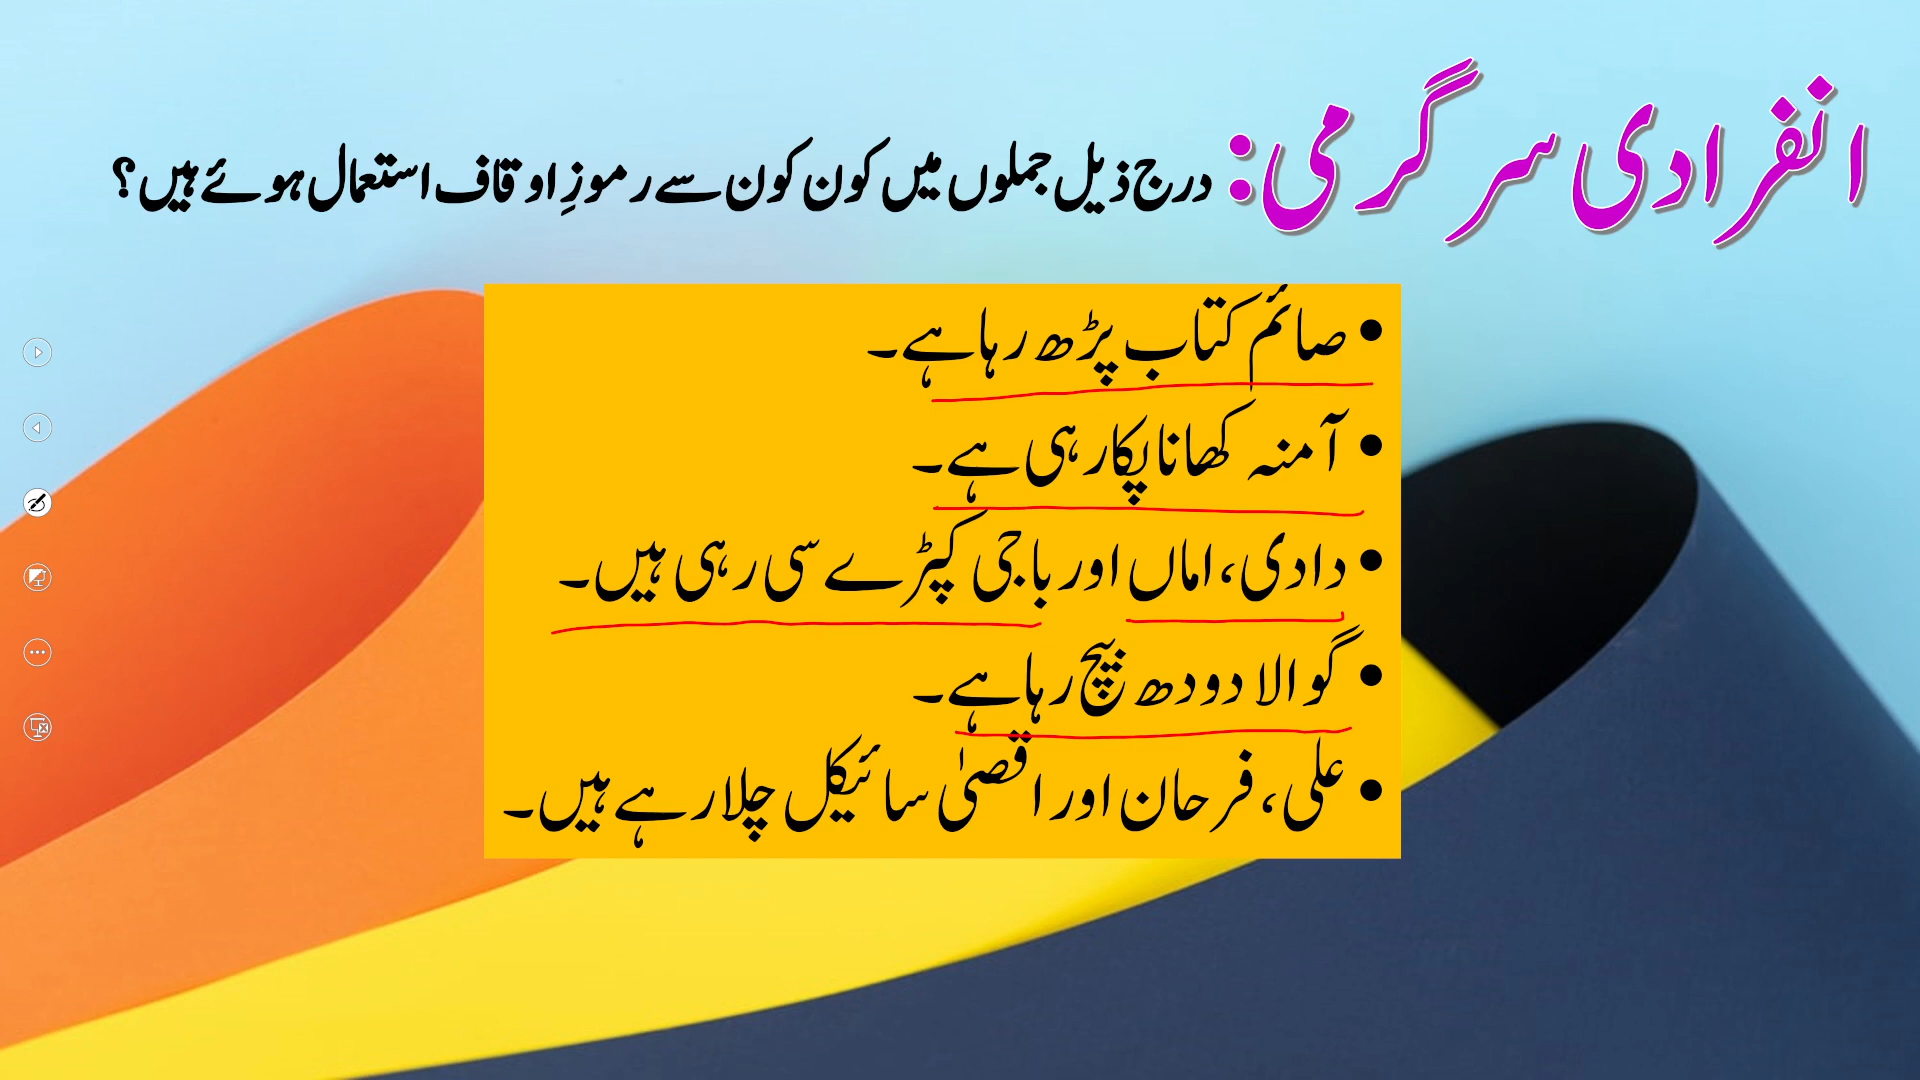 انفرادی سرگرمی: درج ذیل جملوں میں کون کون سے رموزِ اوقاف استعمال ہوئے ہیں؟
• صائم کتاب پڑھ رہا ہے۔
• آمنہ کھانا پکا رہی ہے۔
• دادی، اماں اور باجی کپڑے سی رہی ہیں۔
• گوالا دودھ بیچ رہا ہے۔
• علی، فرحان اور اقصیٰ سائیکل چلا رہے ہیں۔